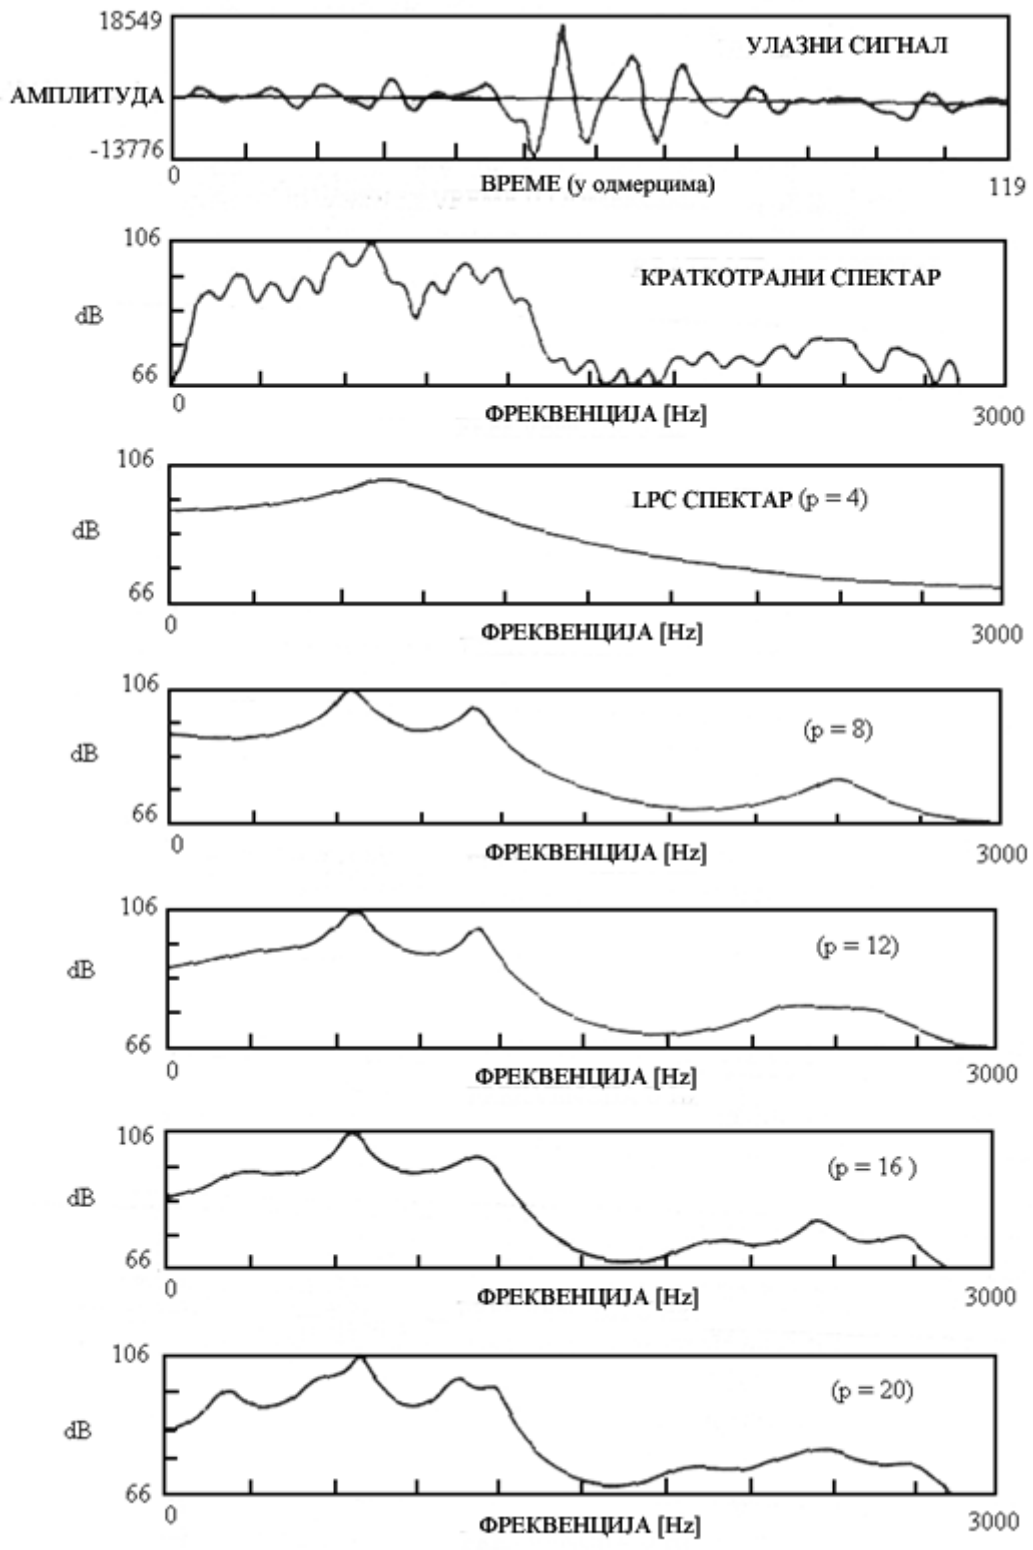 18549
УЛАЗНИ СИГНАЛ
АМПЛИТУДА
-13776
0
ВРЕМЕ (у одмерцима)
119
106
КРАТКОТРАЈНИ СПЕКТАР
dB
66
0
ФРЕКВЕНЦИЈА [Hz]
3000
106
LPC СПЕКТАР (p = 4)
dB
66
0
ФРЕКВЕНЦИЈА [Hz]
3000
106
(p = 8)
dB
66
0
ФРЕКВЕНЦИЈА [Hz]
3000
106
(p = 12)
dB
66
0
ФРЕКВЕНЦИЈА [Hz]
3000
106
(p = 16 )
dB
66
0
ФРЕКВЕНЦИЈА [Hz]
3000
106
(p = 20)
dB
66
0
ФРЕКВЕНЦИЈА [Hz]
3000